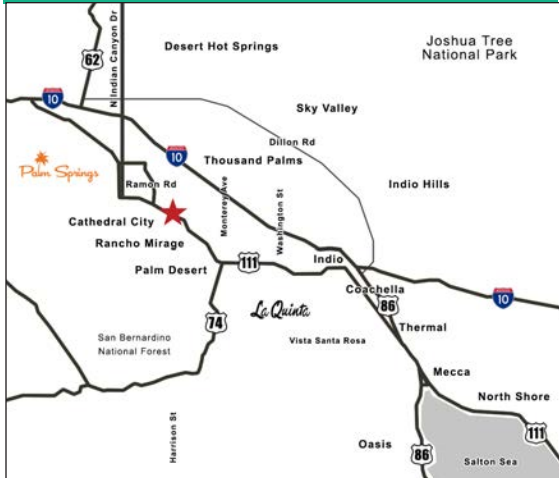 Joshua Tree
National Park
Desert Hot Springs
62
N Indian Canyon Dr
10
Sky Valley
Dillon Rd
10
Thousand Palms
Palm Springs
Ramon Rd
Indio Hills
Monterey Ave
Washington St
Cathedral City
Rancho Mirage
Indio
111
Palm Desert
Coachella
10
86
La Quinta
74
Thermal
San Bernardino
National Forest
Vista Santa Rosa
Mecca
North Shore
Harrison St
111
Oasis
86
Salton Sea